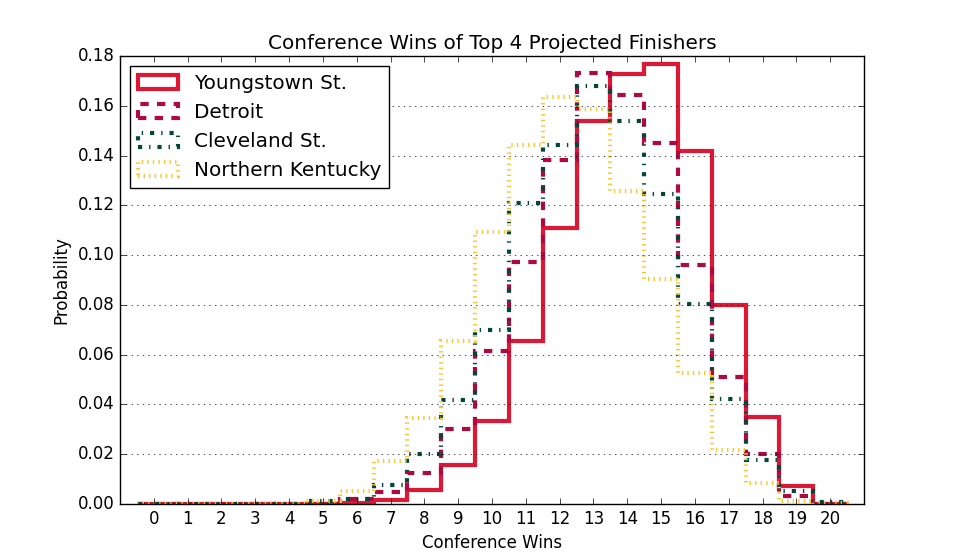 Conference Wins of Top 4 Projected Finishers
0.18
0.16
0.14
0.12
0.10
0.08
0.06
0.04
0.02
0.00
Probability
Youngstown St.
Detroit
Cleveland St.
Northern Kentucky
0 1 2 3 4 5 6 7 8 9 10 11 12 13 14 15 16 17 18 19 20
Conference Wins